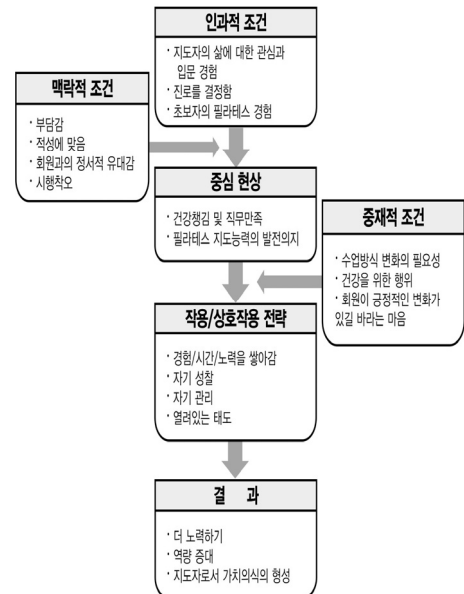 인과적 조건
· 지도자의 삶에 대한 관심과
입문 경험
· 진로를 결정함
· 초보자의 필라테스 경험
맥락적 조건
· 부담감
· 적성에 맞음
· 회원과의 정서적 유대감
· 시행착오
중심 현상
· 건강챙김 및 직무만족
· 필라테스 지도능력의 발전의지
중재적 조건
· 수업방식 변화의 필요성
· 건강을 위한 행위
· 회원이 긍정적인 변화가
있길 바라는 마음
작용/상호작용 전략
· 경험/시간/노력을 쌓아감
· 자기 성찰
· 자기 관리
· 열려있는 태도
결 과
· 더 노력하기
· 역량 증대
· 지도자로서 가치의식의 형성